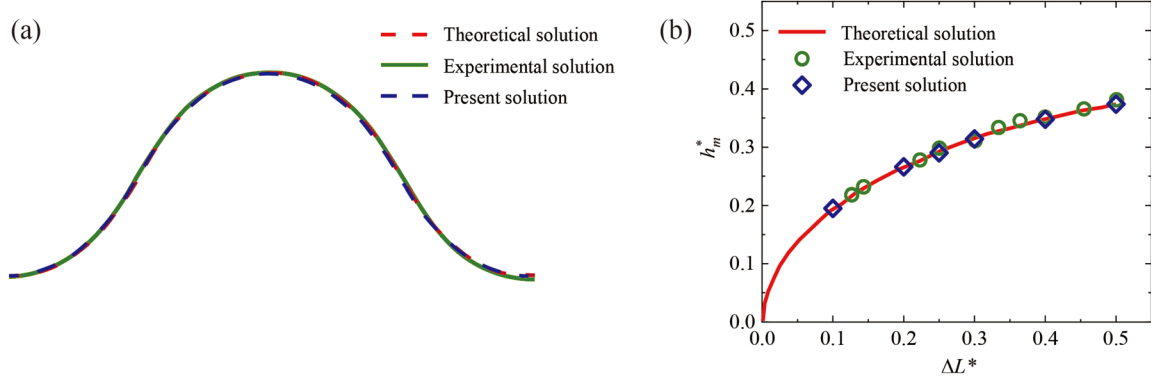 (a)
Theoretical solution
Experimental solution
Present solution
(b)
Theoretical solution
Experimental solution
Present solution
0.5
0.4
0.3
0.2
0.1
0.0
h*m
0.0 0.1 0.2 0.3 0.4 0.5
ΔL*